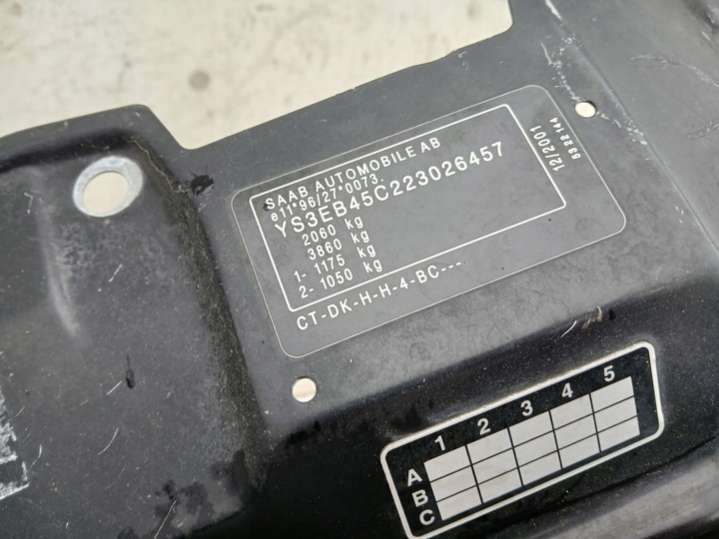 SAAB AUTOMOBILE AB
e11*96/27*0073.
YS3EB45C223026457
2060 kg
3860 kg
1- 1175 kg
2- 1050 kg
CT-DK-H-H-4-BC---
12/2001
1 2 3 4 5
A
B
C